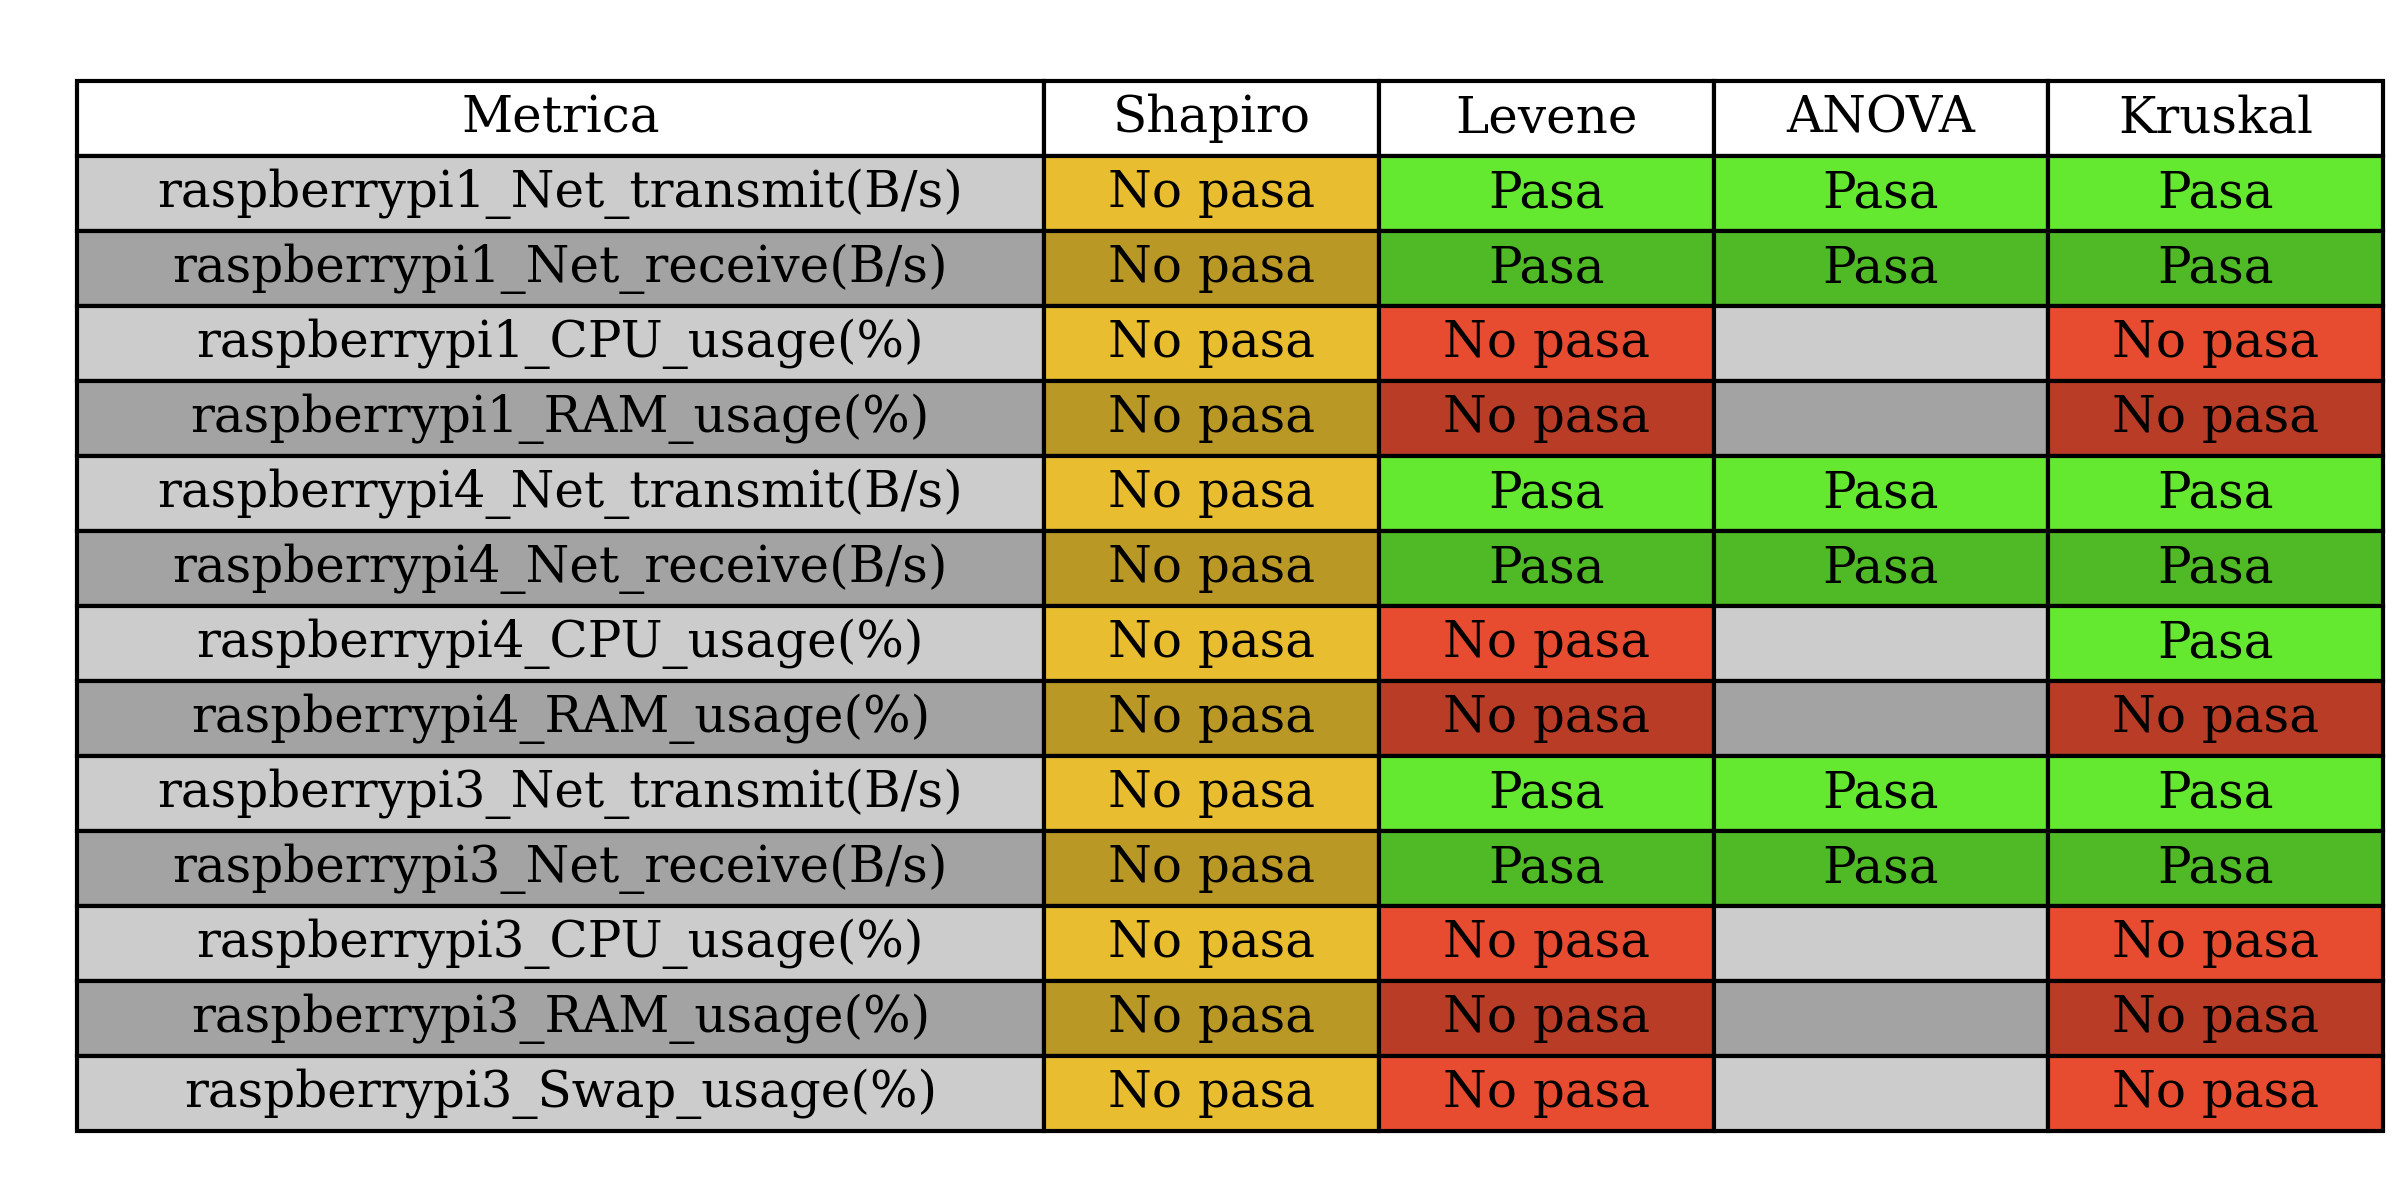 Metrica Shapiro Levene ANOVA Kruskal
raspberrypi1_Net_transmit(B/s) No pasa Pasa Pasa Pasa
raspberrypi1_Net_receive(B/s) No pasa Pasa Pasa Pasa
raspberrypi1_CPU_usage(%) No pasa No pasa No pasa
raspberrypi1_RAM_usage(%) No pasa No pasa No pasa
raspberrypi4_Net_transmit(B/s) No pasa Pasa Pasa Pasa
raspberrypi4_Net_receive(B/s) No pasa Pasa Pasa Pasa
raspberrypi4_CPU_usage(%) No pasa No pasa Pasa
raspberrypi4_RAM_usage(%) No pasa No pasa No pasa
raspberrypi3_Net_transmit(B/s) No pasa Pasa Pasa Pasa
raspberrypi3_Net_receive(B/s) No pasa Pasa Pasa Pasa
raspberrypi3_CPU_usage(%) No pasa No pasa No pasa
raspberrypi3_RAM_usage(%) No pasa No pasa No pasa
raspberrypi3_Swap_usage(%) No pasa No pasa No pasa